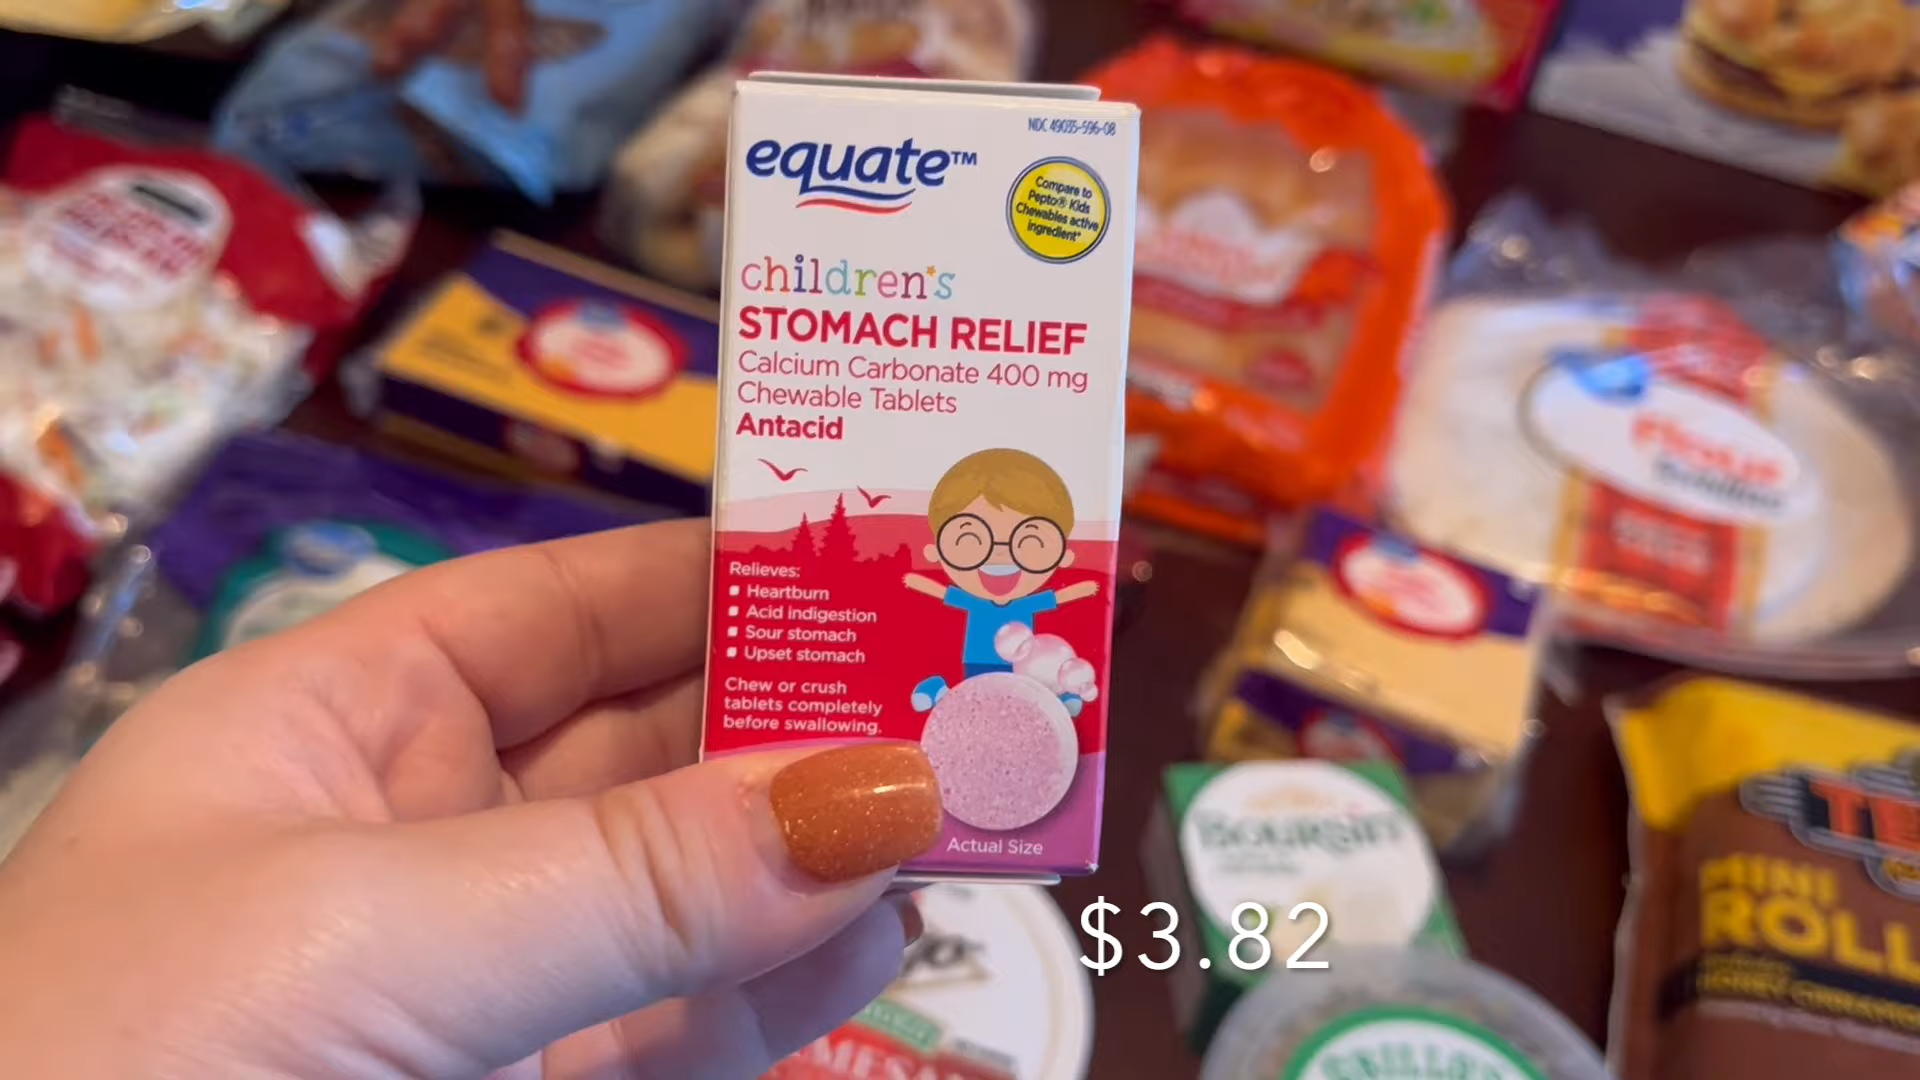 NDC 49035-596-08
equate™
Compare to
Pepto® Kids
Chewables active
ingredient*
children's
STOMACH RELIEF
Calcium Carbonate 400 mg
Chewable Tablets
Antacid
Relieves:
▪ Heartburn
▪ Acid indigestion
▪ Sour stomach
▪ Upset stomach
Chew or crush
tablets completely
before swallowing.
Actual Size
$3.82
Flour
BOURSIN
MINI
ROLL